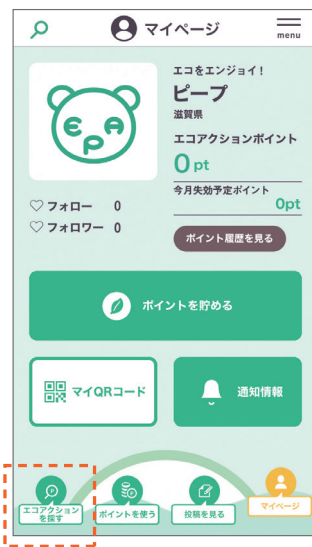 マイページ
menu
エコをエンジョイ!
ピープ
滋賀県
エコアクションポイント
0 pt
今月失効予定ポイント
0pt
ポイント履歴を見る
EPA
♡ フォロー 0
♡ フォロワー 0
ポイントを貯める
マイQRコード
通知情報
エコアクション
を探す
ポイントを使う
投稿を見る
マイページ